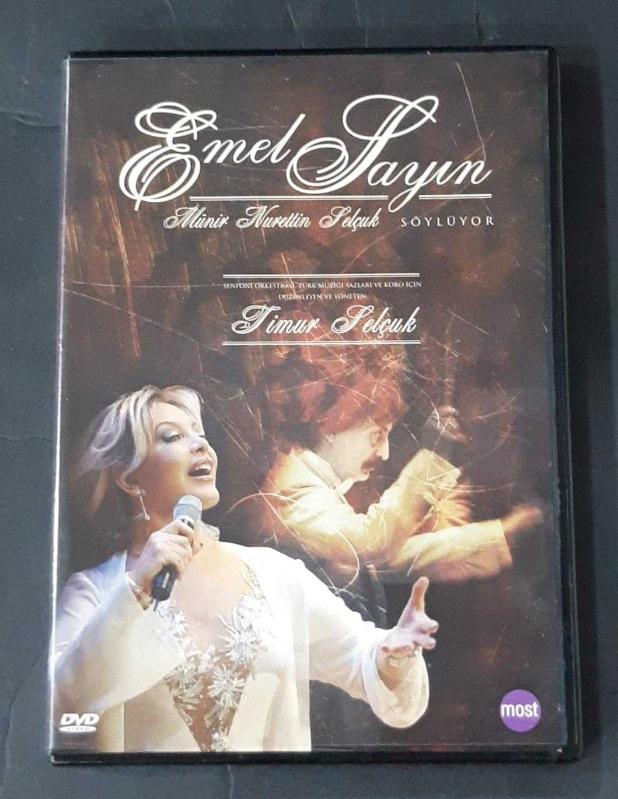 Emel Sayın
Münir Nurettin Selçuk SÖYLÜYOR
SENFONİ ORKESTRASI, TÜRK MÜZİĞİ SAZLARI VE KORO İÇİN
DÜZENLEYEN VE YÖNETEN
Timur Selçuk
DVD
VIDEO
most